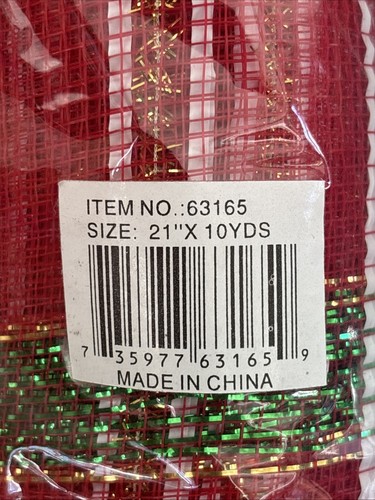 ITEM NO.:63165
SIZE: 21"X 10YDS
7 35977 63165 9
MADE IN CHINA